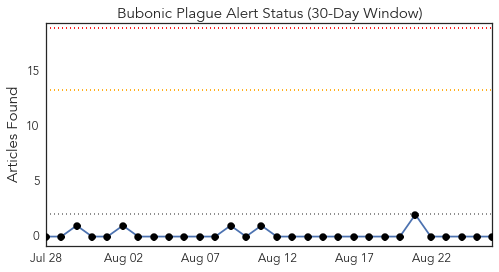 Bubonic Plague Alert Status (30-Day Window)
Articles Found
15
10
5
0
Jul 28 Aug 02 Aug 07 Aug 12 Aug 17 Aug 22